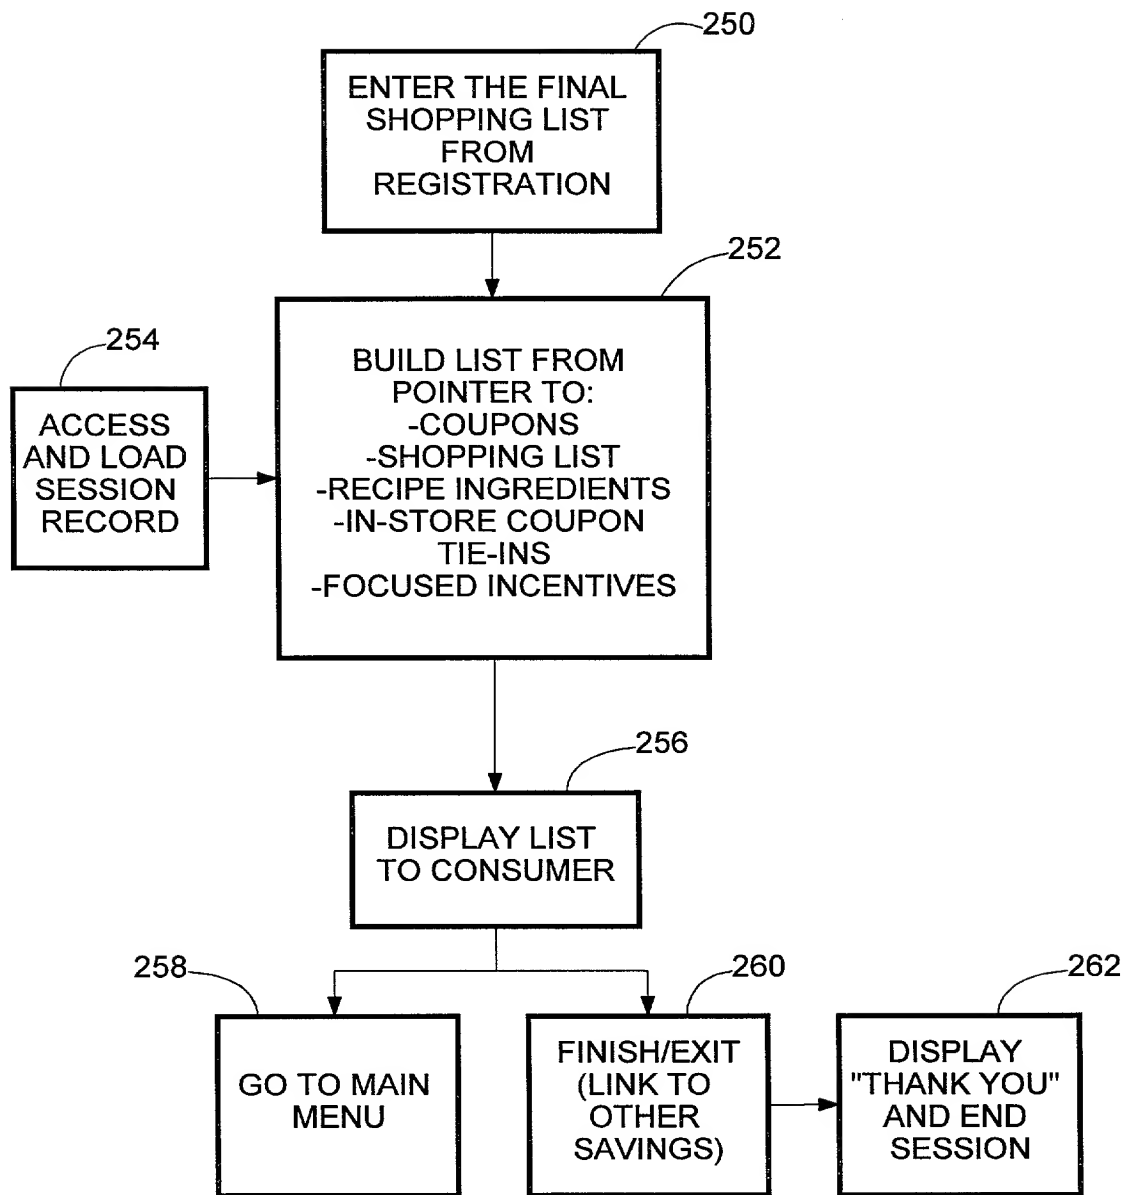 250
ENTER THE FINAL
SHOPPING LIST
FROM
REGISTRATION
252
BUILD LIST FROM
POINTER TO:
-COUPONS
-SHOPPING LIST
-RECIPE INGREDIENTS
-IN-STORE COUPON
TIE-INS
-FOCUSED INCENTIVES
254
ACCESS
AND LOAD
SESSION
RECORD
256
DISPLAY LIST
TO CONSUMER
258
GO TO MAIN
MENU
260
FINISH/EXIT
(LINK TO
OTHER
SAVINGS)
262
DISPLAY
"THANK YOU"
AND END
SESSION